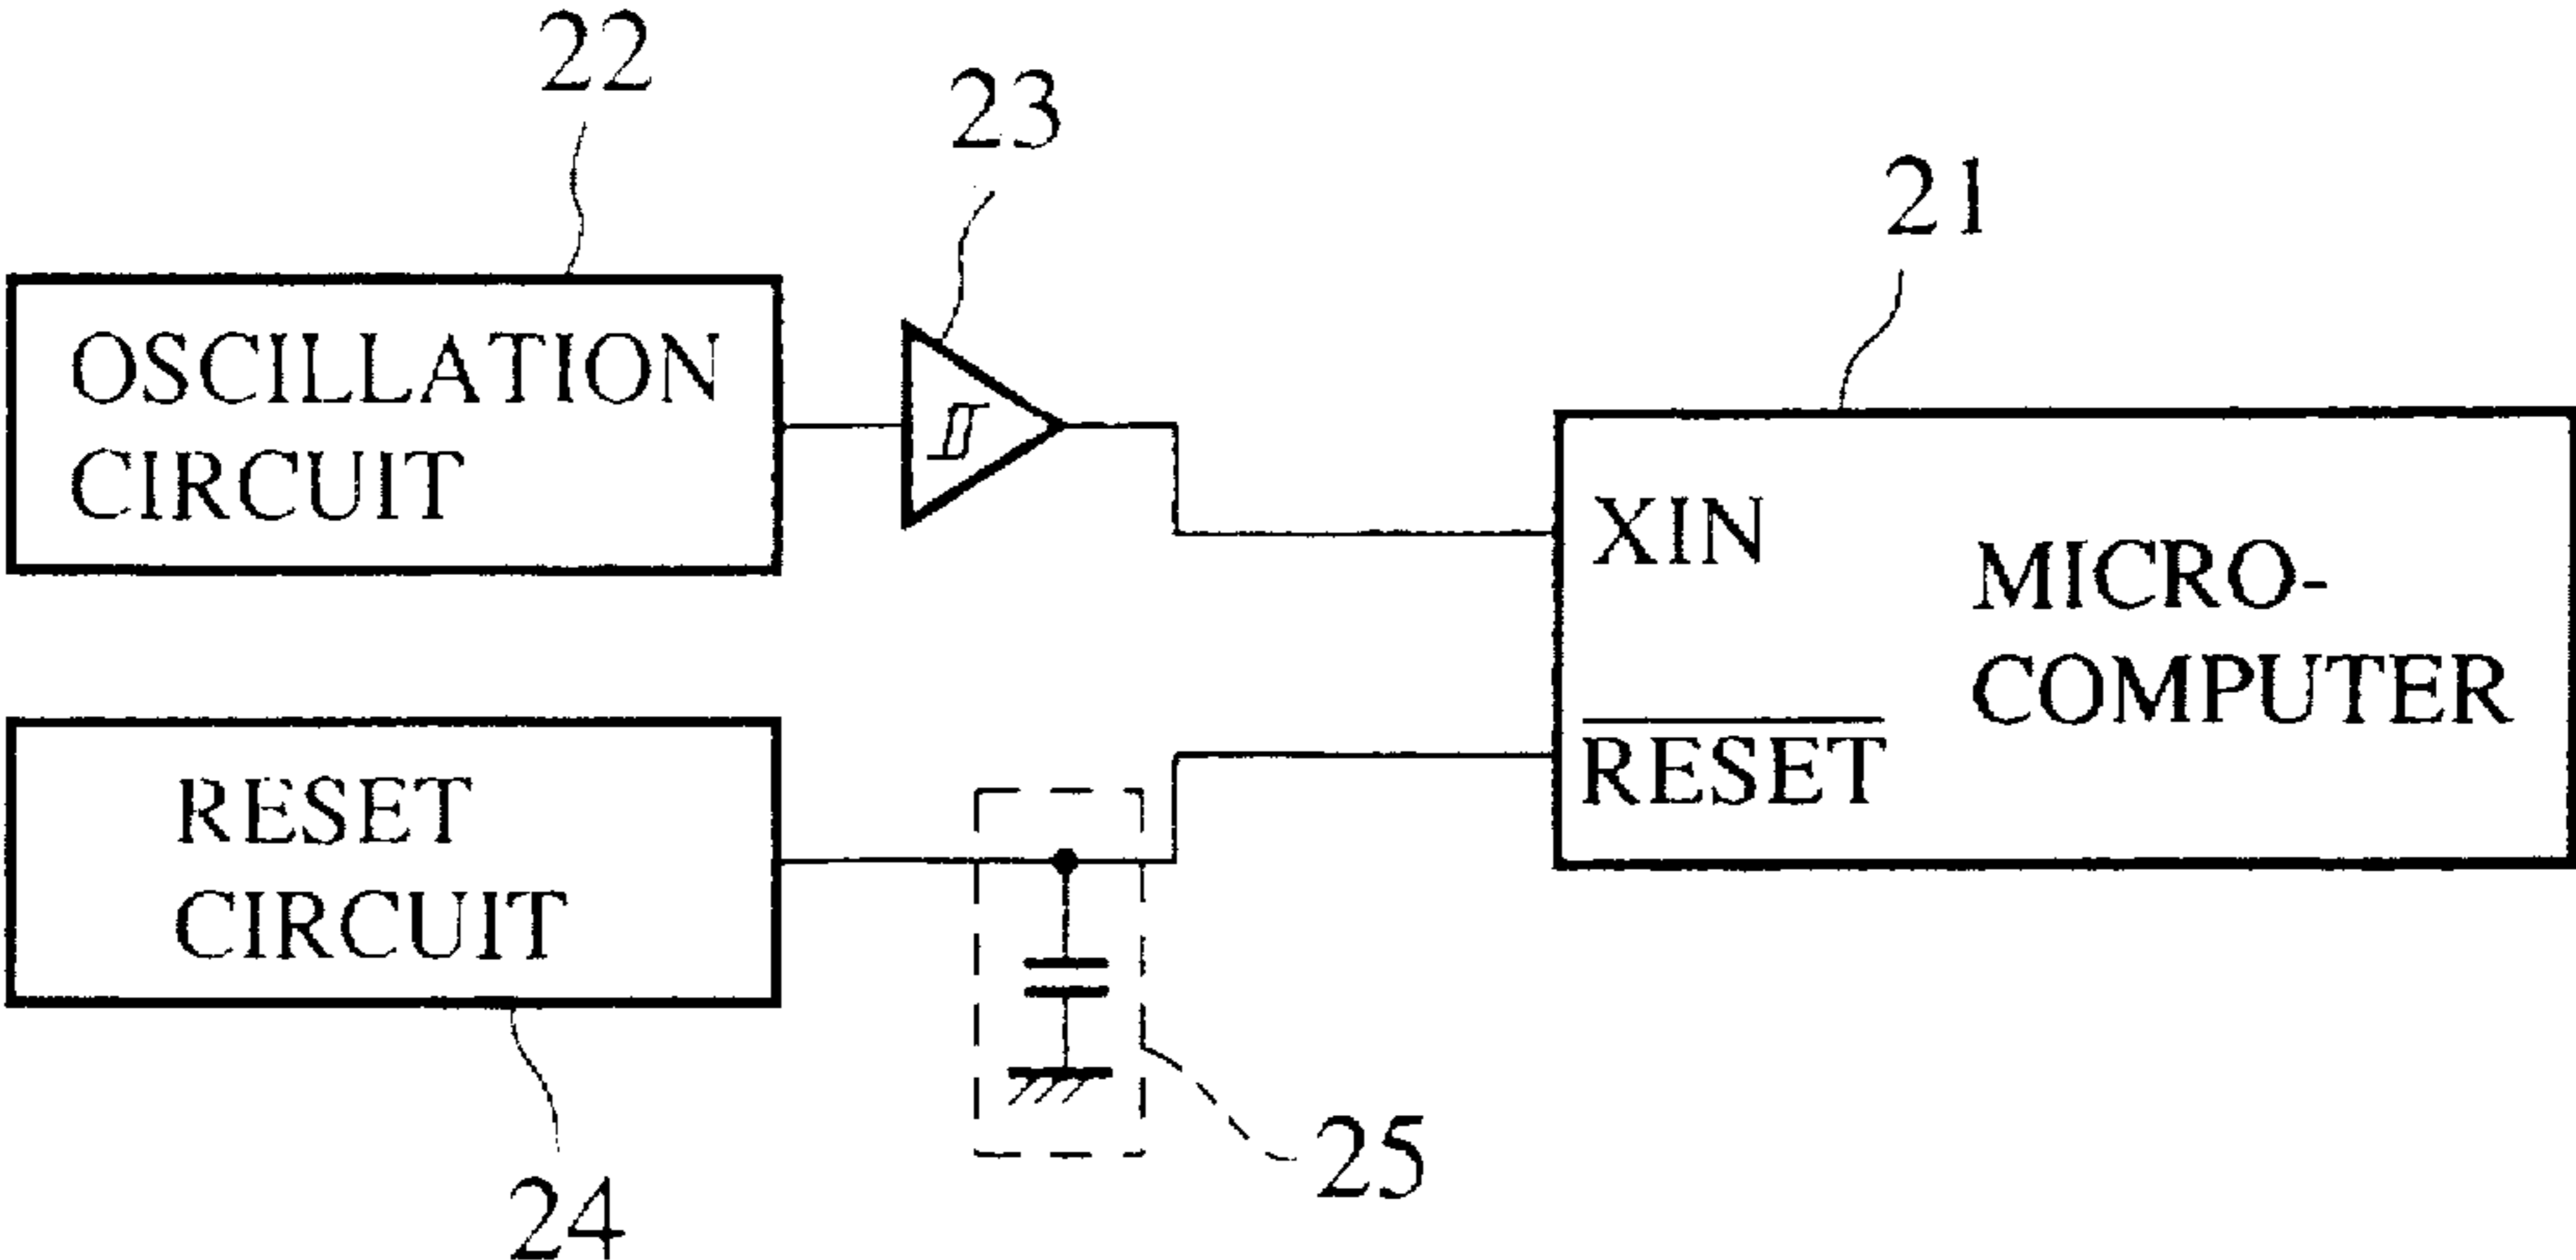 22
23
21
OSCILLATION
CIRCUIT
XIN
MICRO-
COMPUTER
RESET
RESET
CIRCUIT
25
24